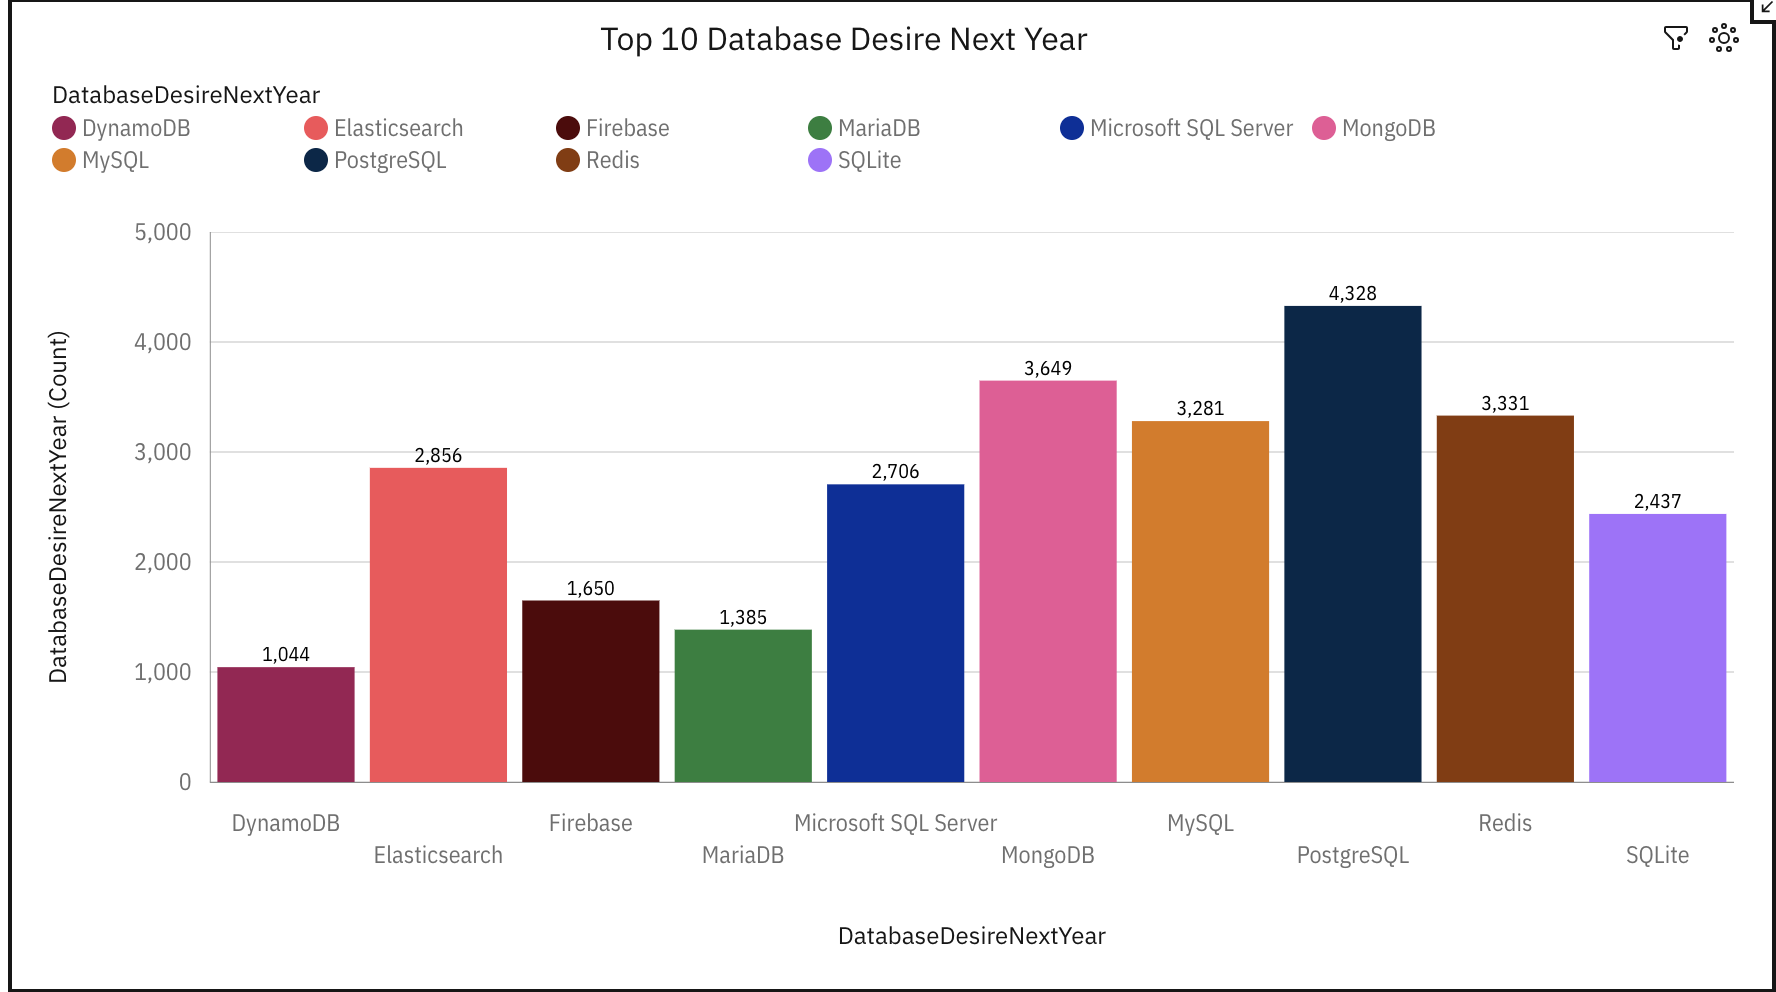 Top 10 Database Desire Next Year
DatabaseDesireNextYear
DynamoDB Elasticsearch Firebase MariaDB Microsoft SQL Server MongoDB
MySQL PostgreSQL Redis SQLite
DatabaseDesireNextYear (Count)
5,000
4,000
3,000
2,000
1,000
0
1,044
2,856
1,650
1,385
2,706
3,649
3,281
4,328
3,331
2,437
DynamoDB Firebase Microsoft SQL Server MySQL Redis
Elasticsearch MariaDB MongoDB PostgreSQL SQLite
DatabaseDesireNextYear